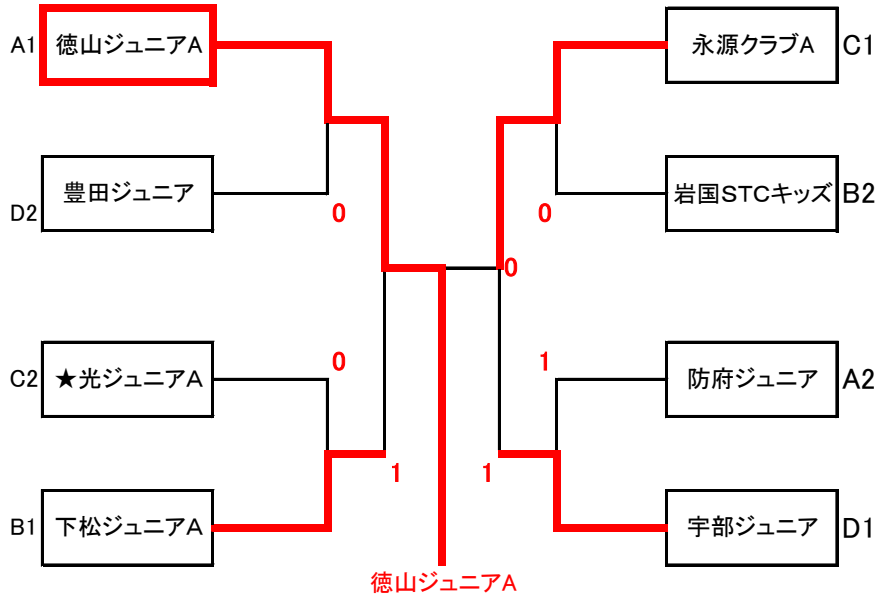 A1 徳山ジュニアA
永源クラブA C1
豊田ジュニア
D2
0
岩国STCキッズ B2
0
0
C2 ★光ジュニアA
0
1
防府ジュニア A2
1
1
B1 下松ジュニアA
宇部ジュニア D1
徳山ジュニアA